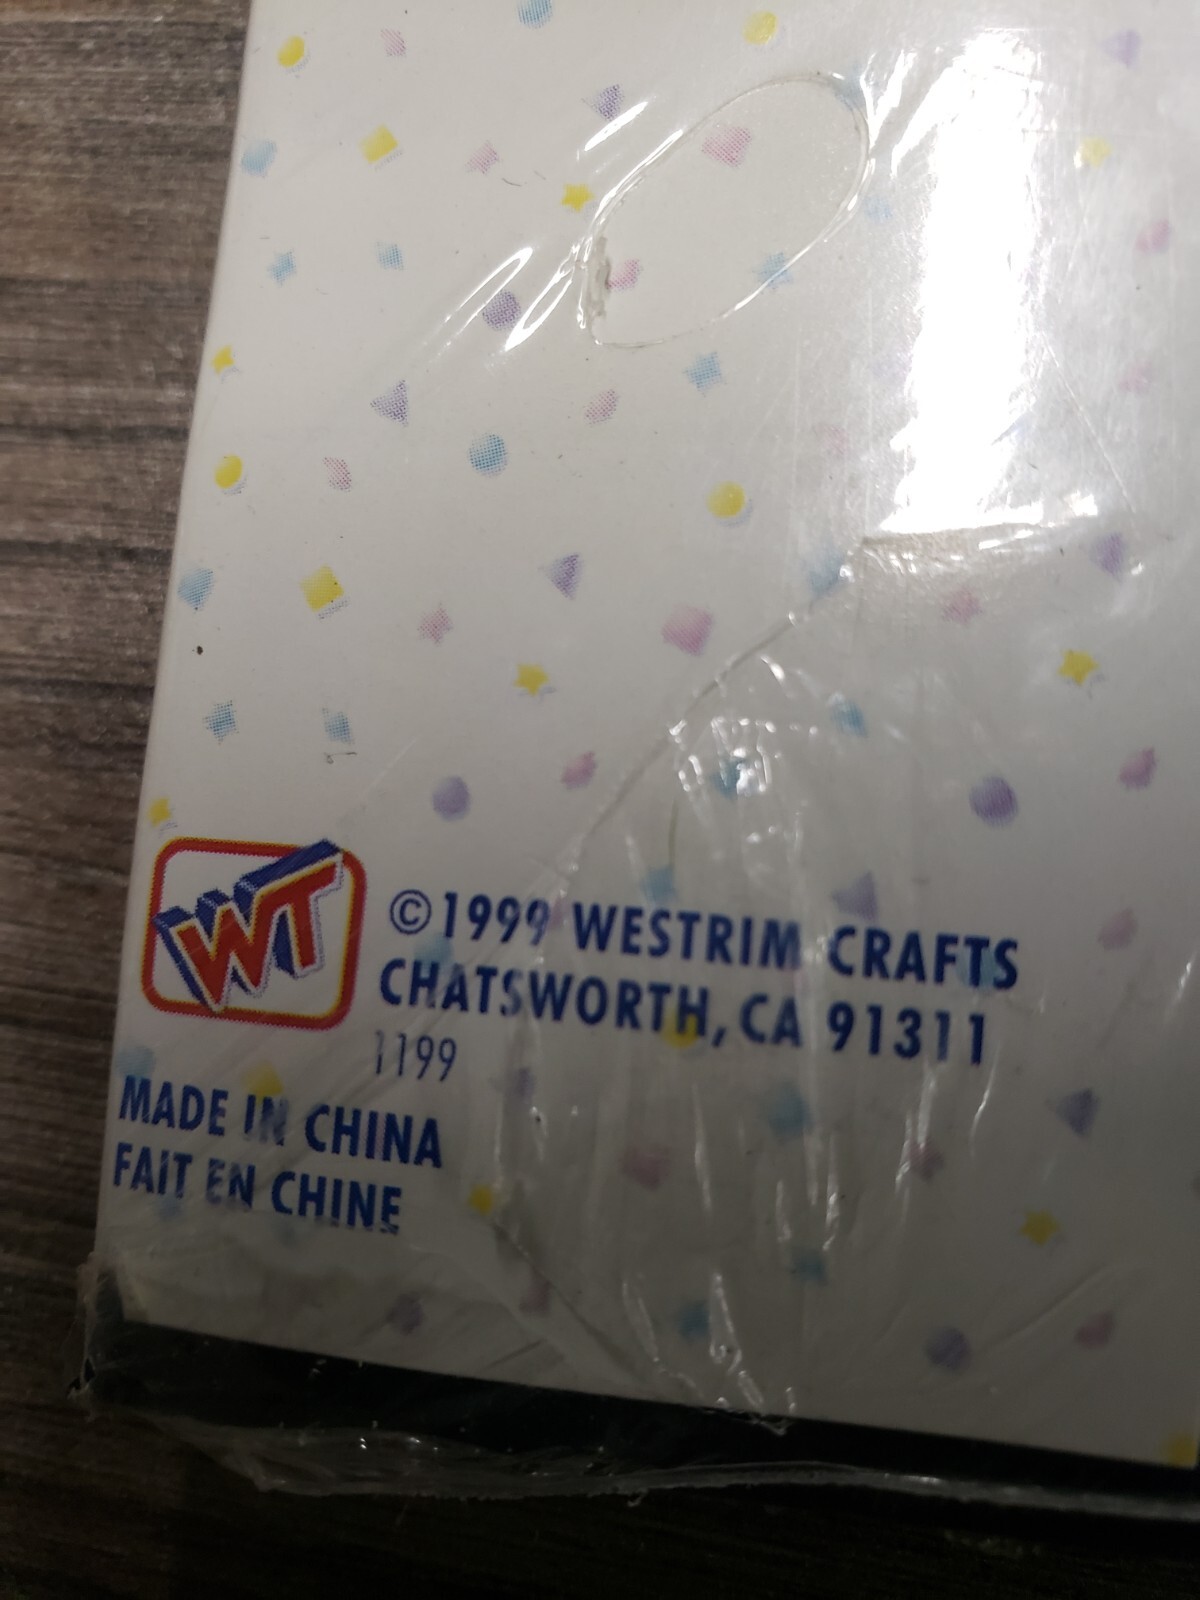 WT
©1999 WESTRIM CRAFTS
CHATSWORTH, CA 91311
1199
MADE IN CHINA
FAIT EN CHINE